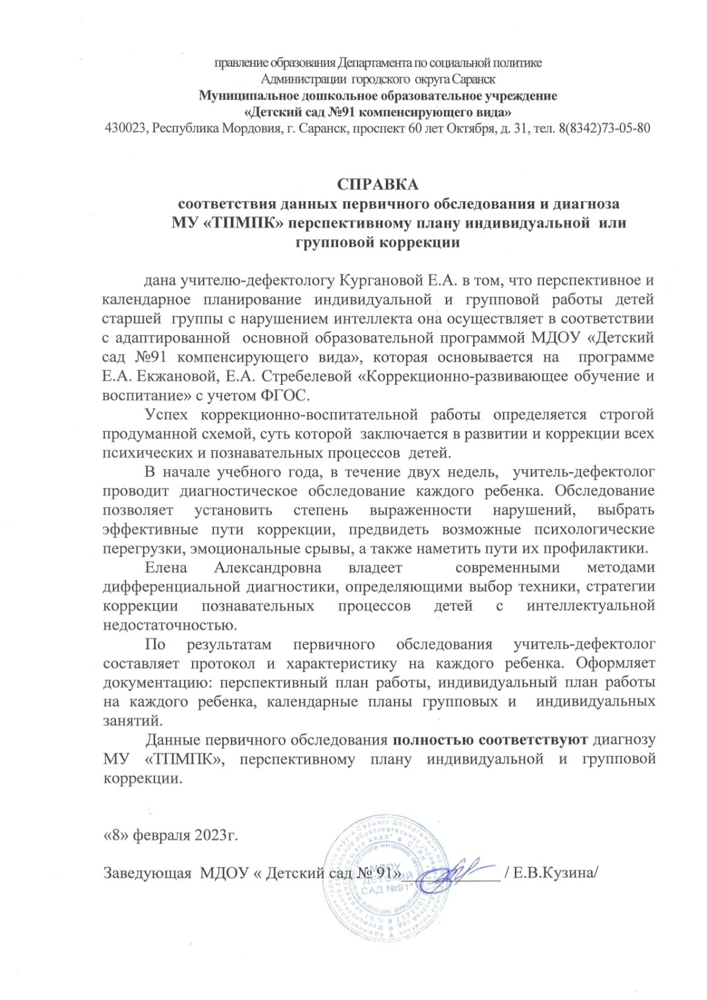 правление образования Департамента по социальной политике
Администрации городского округа Саранск
Муниципальное дошкольное образовательное учреждение
«Детский сад №91 компенсирующего вида»
430023, Республика Мордовия, г. Саранск, проспект 60 лет Октября, д. 31, тел. 8(8342)73-05-80
СПРАВКА
соответствия данных первичного обследования и диагноза
МУ «ТПМПК» перспективному плану индивидуальной или
групповой коррекции
дана учителю-дефектологу Кургановой Е.А. в том, что перспективное и
календарное планирование индивидуальной и групповой работы детей
старшей группы с нарушением интеллекта она осуществляет в соответствии
с адаптированной основной образовательной программой МДОУ «Детский
сад №91 компенсирующего вида», которая основывается на программе
Е.А. Екжановой, Е.А. Стребелевой «Коррекционно-развивающее обучение и
воспитание» с учетом ФГОС.
Успех коррекционно-воспитательной работы определяется строгой
продуманной схемой, суть которой заключается в развитии и коррекции всех
психических и познавательных процессов детей.
В начале учебного года, в течение двух недель, учитель-дефектолог
проводит диагностическое обследование каждого ребенка. Обследование
позволяет установить степень выраженности нарушений, выбрать
эффективные пути коррекции, предвидеть возможные психологические
перегрузки, эмоциональные срывы, а также наметить пути их профилактики.
Елена Александровна владеет современными методами
дифференциальной диагностики, определяющими выбор техники, стратегии
коррекции познавательных процессов детей с интеллектуальной
недостаточностью.
По результатам первичного обследования учитель-дефектолог
составляет протокол и характеристику на каждого ребенка. Оформляет
документацию: перспективный план работы, индивидуальный план работы
на каждого ребенка, календарные планы групповых и индивидуальных
занятий.
Данные первичного обследования полностью соответствуют диагнозу
МУ «ТПМПК», перспективному плану индивидуальной и групповой
коррекции.
«8» февраля 2023г.
Заведующая МДОУ « Детский сад № 91»____________ / Е.В.Кузина/
МДОУ
"ДЕТСКИЙ
САД №91"